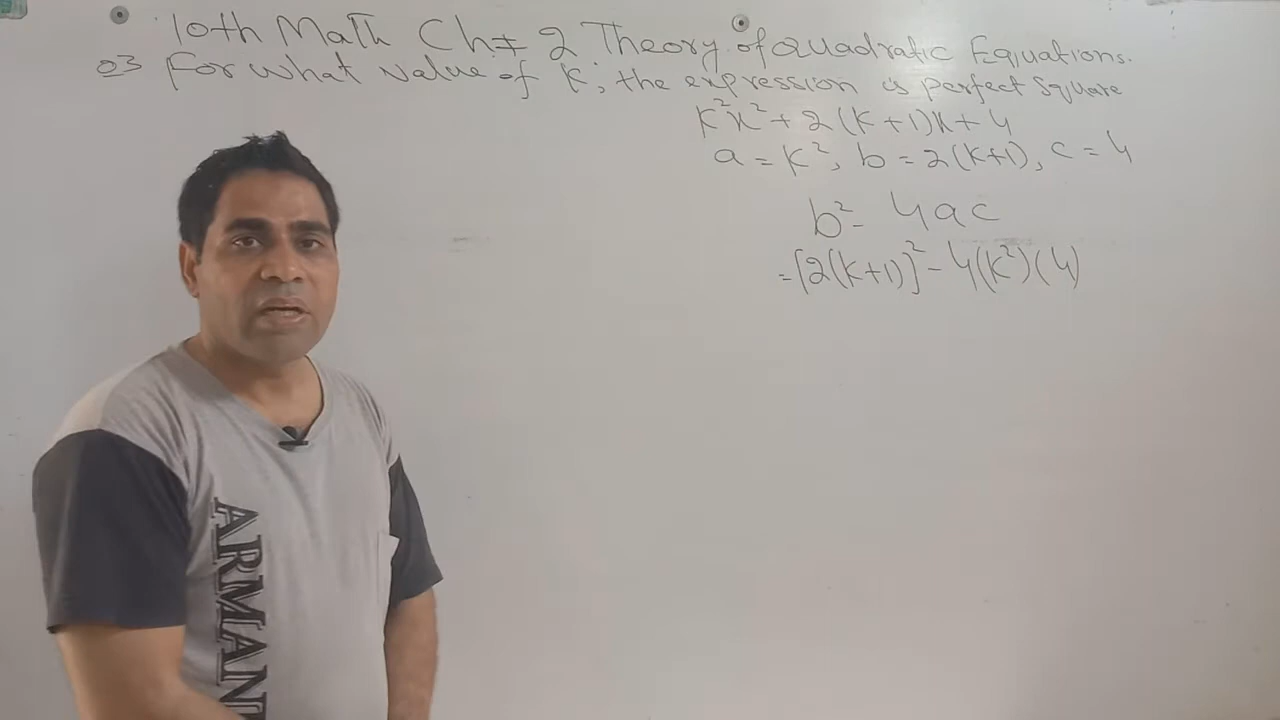 10th Math Ch# 2 Theory of Quadratic Equations.
Q3 For what value of K, the expression is perfect square
K²x² + 2(K+1)x + 4
a = K², b = 2(K+1), c = 4
b² - 4ac
= [2(K+1)]² - 4(K²)(4)
ARMANI